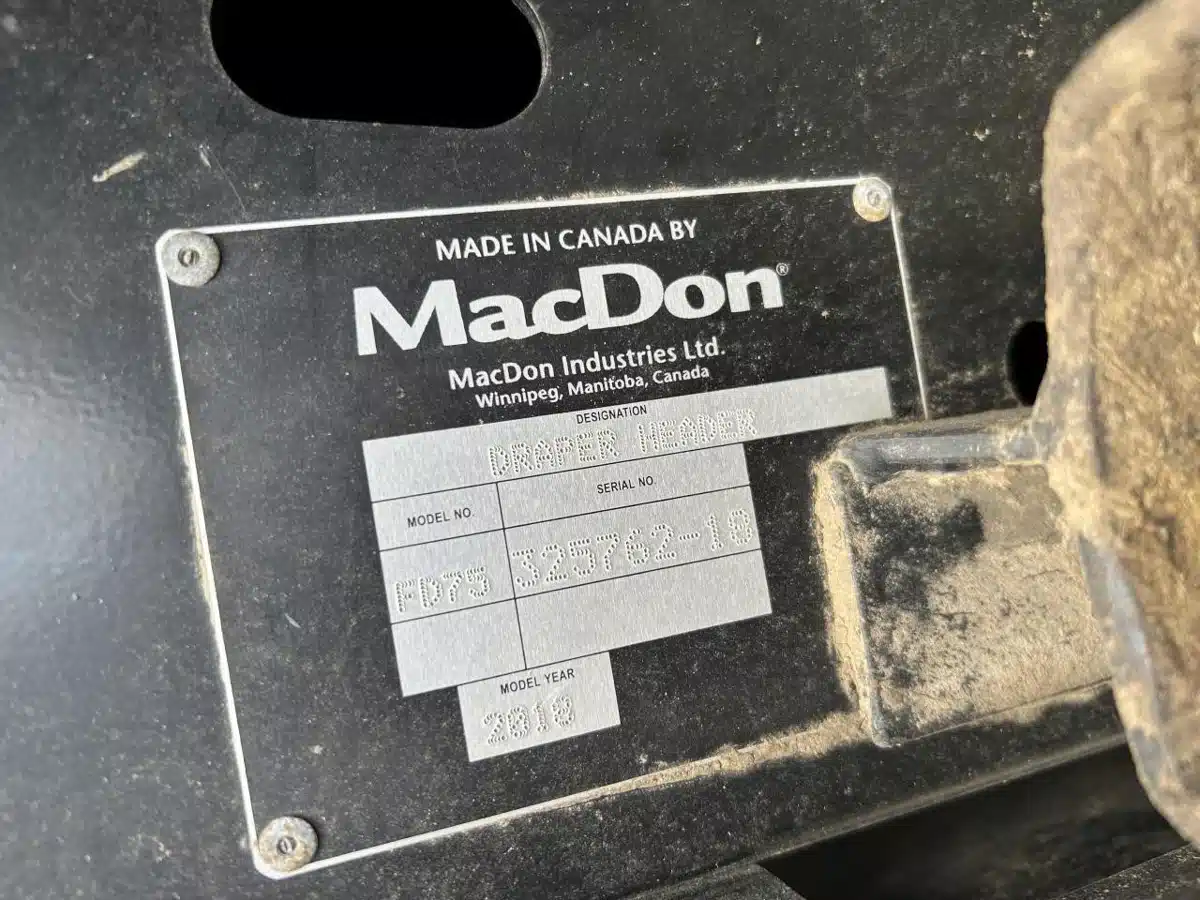 MADE IN CANADA BY
MacDon®
MacDon Industries Ltd.
Winnipeg, Manitoba, Canada
DESIGNATION
DRAPER HEADER
MODEL NO.
SERIAL NO.
FD75
325762-18
MODEL YEAR
2018